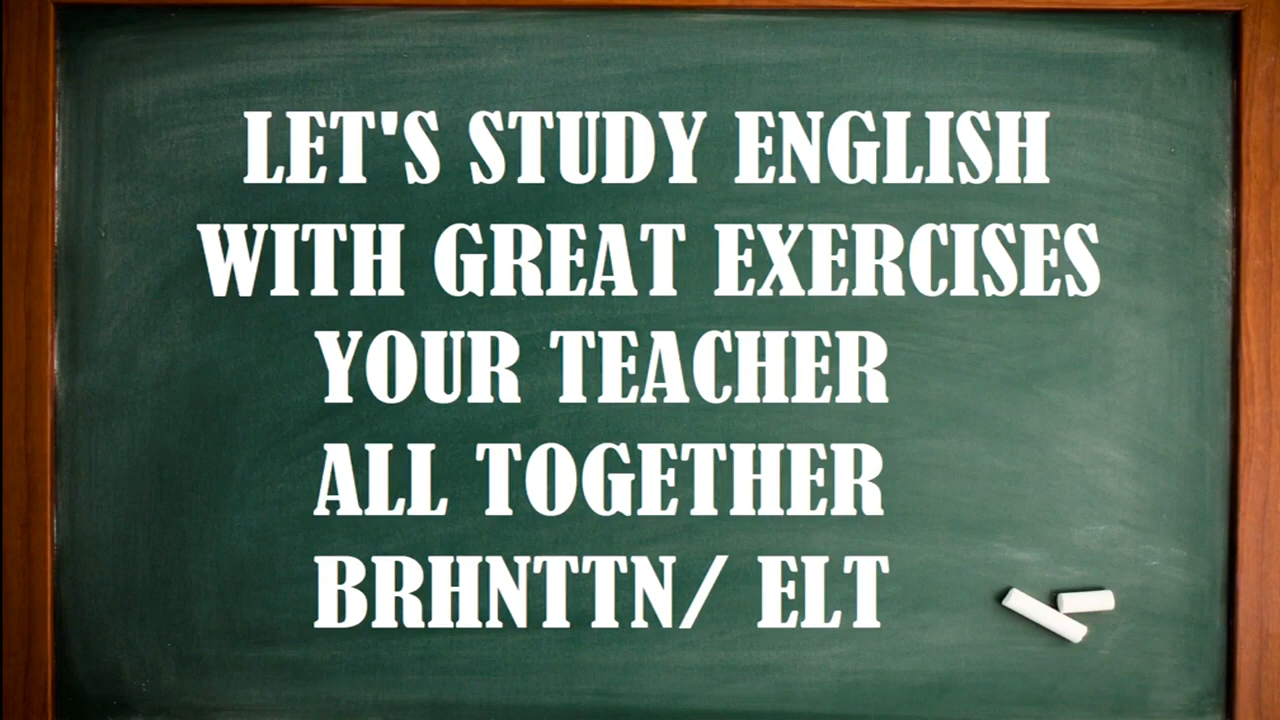 LET'S STUDY ENGLISH
WITH GREAT EXERCISES
YOUR TEACHER
ALL TOGETHER
BRHNTTN/ ELT